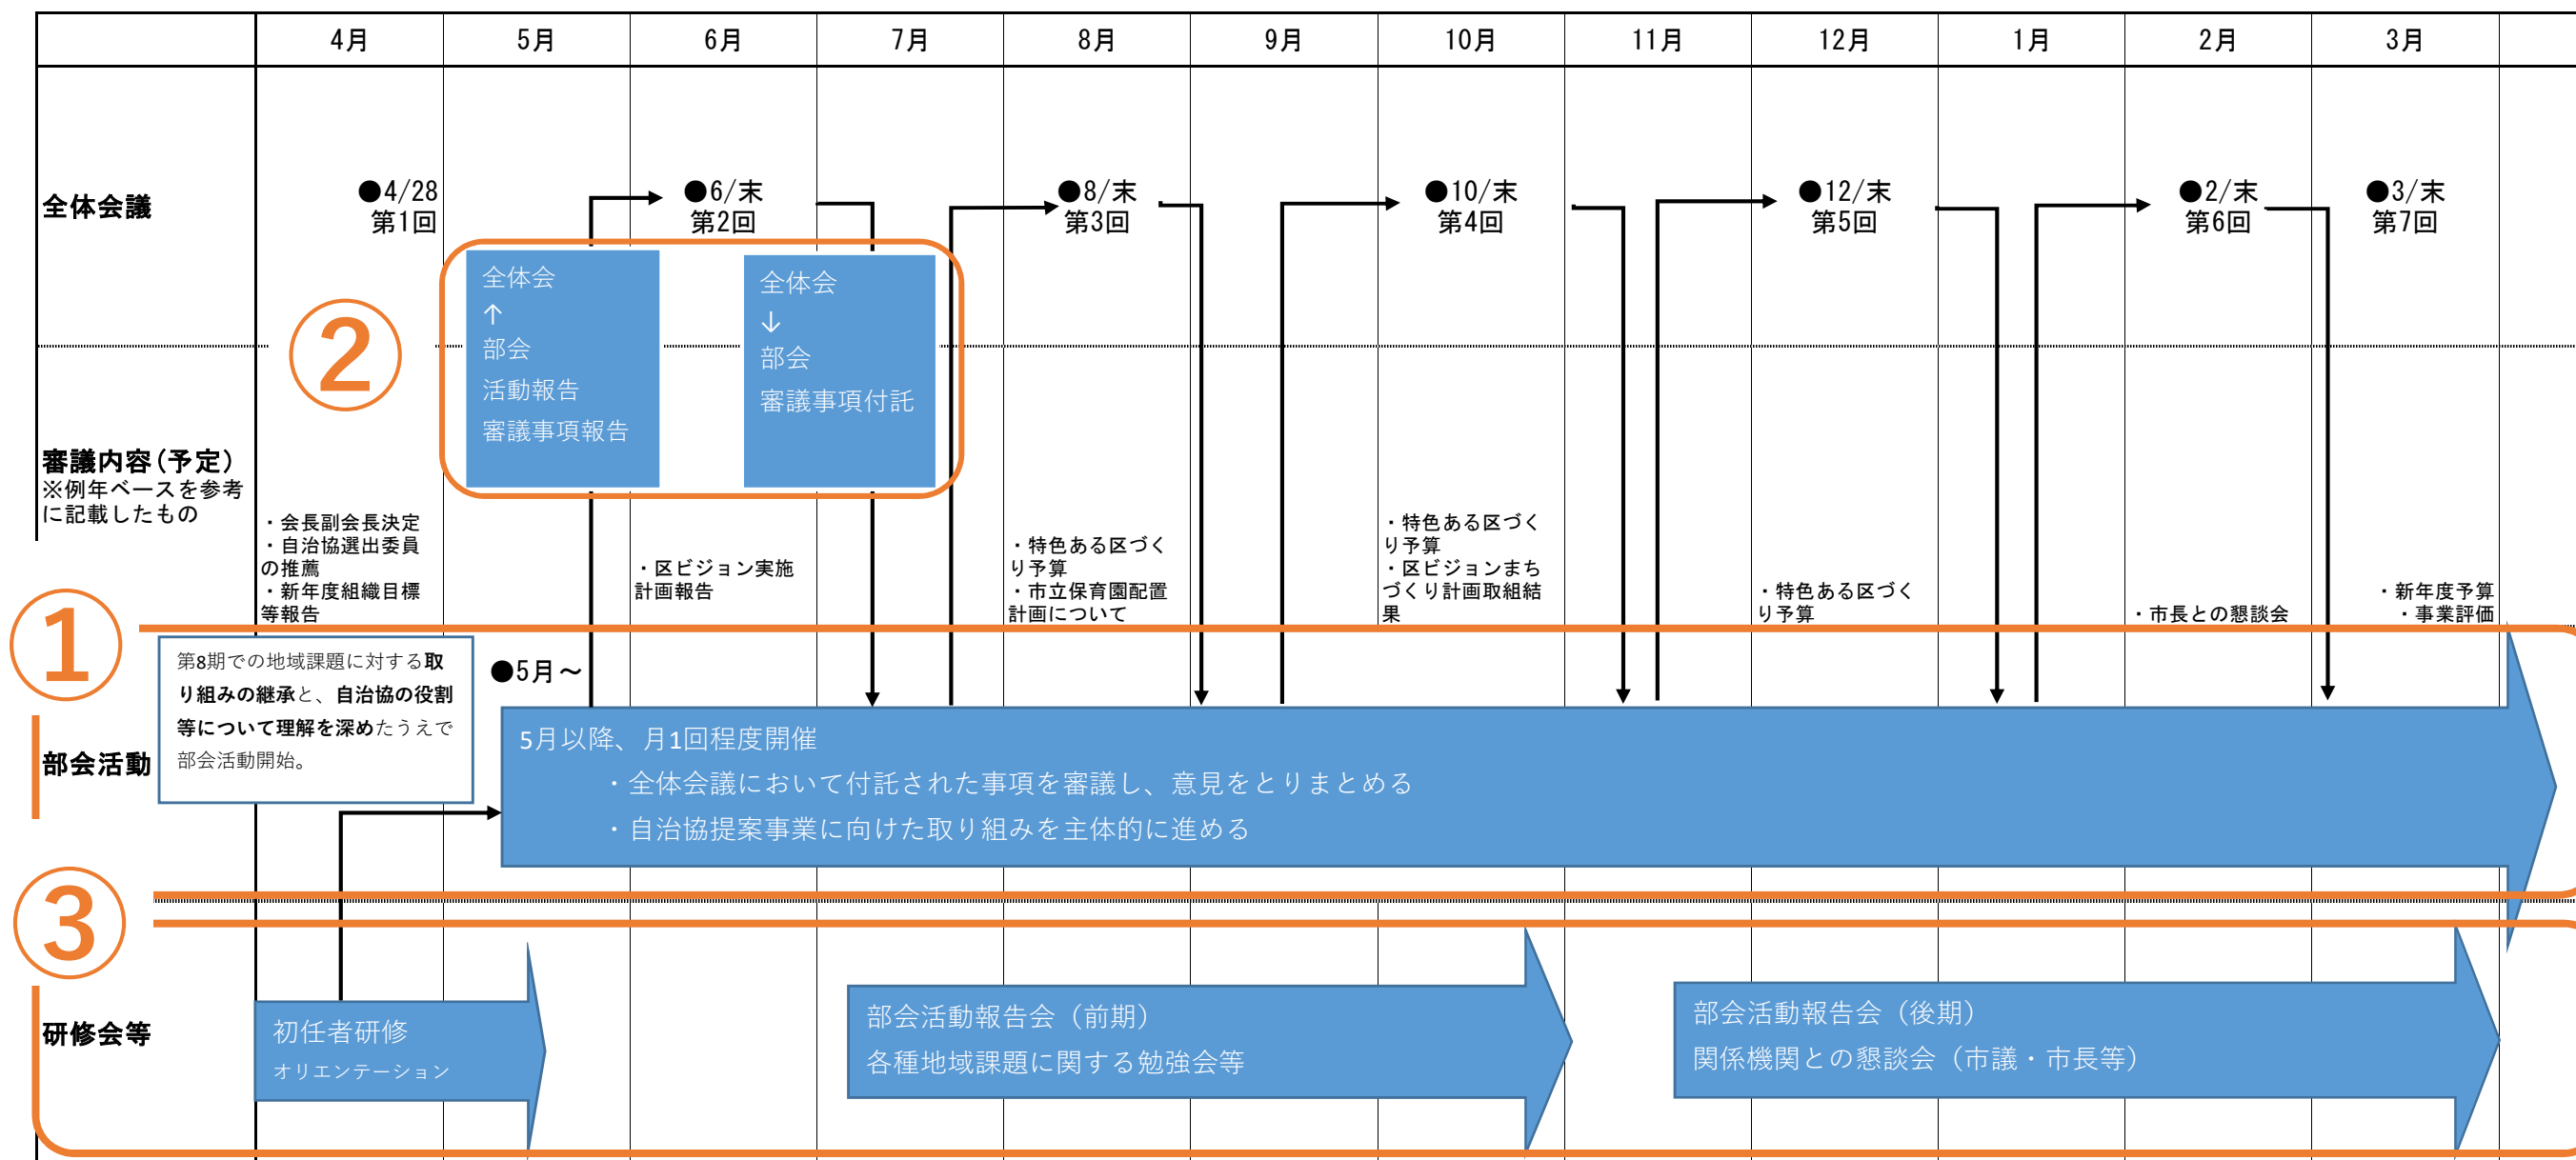 4月
5月
6月
7月
8月
9月
10月
11月
12月
1月
2月
3月
全体会議
●4/28
第1回
●6/末
第2回
●8/末
第3回
●10/末
第4回
●12/末
第5回
●2/末
第6回
●3/末
第7回
②
全体会
↑
部会
活動報告
審議事項報告
全体会
↓
部会
審議事項付託
審議内容(予定)
※例年ベースを参考
に記載したもの
・会長副会長決定
・自治協選出委員
の推薦
・新年度組織目標
等報告
・区ビジョン実施
計画報告
・特色ある区づく
り予算
・市立保育園配置
計画について
・特色ある区づく
り予算
・区ビジョンまち
づくり計画取組結
果
・特色ある区づく
り予算
・市長との懇談会
・新年度予算
・事業評価
①
第8期での地域課題に対する取
り組みの継承と、自治協の役割
等について理解を深めたうえで
部会活動開始。
●5月～
部会活動
5月以降、月1回程度開催
・全体会議において付託された事項を審議し、意見をとりまとめる
・自治協提案事業に向けた取り組みを主体的に進める
③
研修会等
初任者研修
オリエンテーション
部会活動報告会（前期）
各種地域課題に関する勉強会等
部会活動報告会（後期）
関係機関との懇談会（市議・市長等）